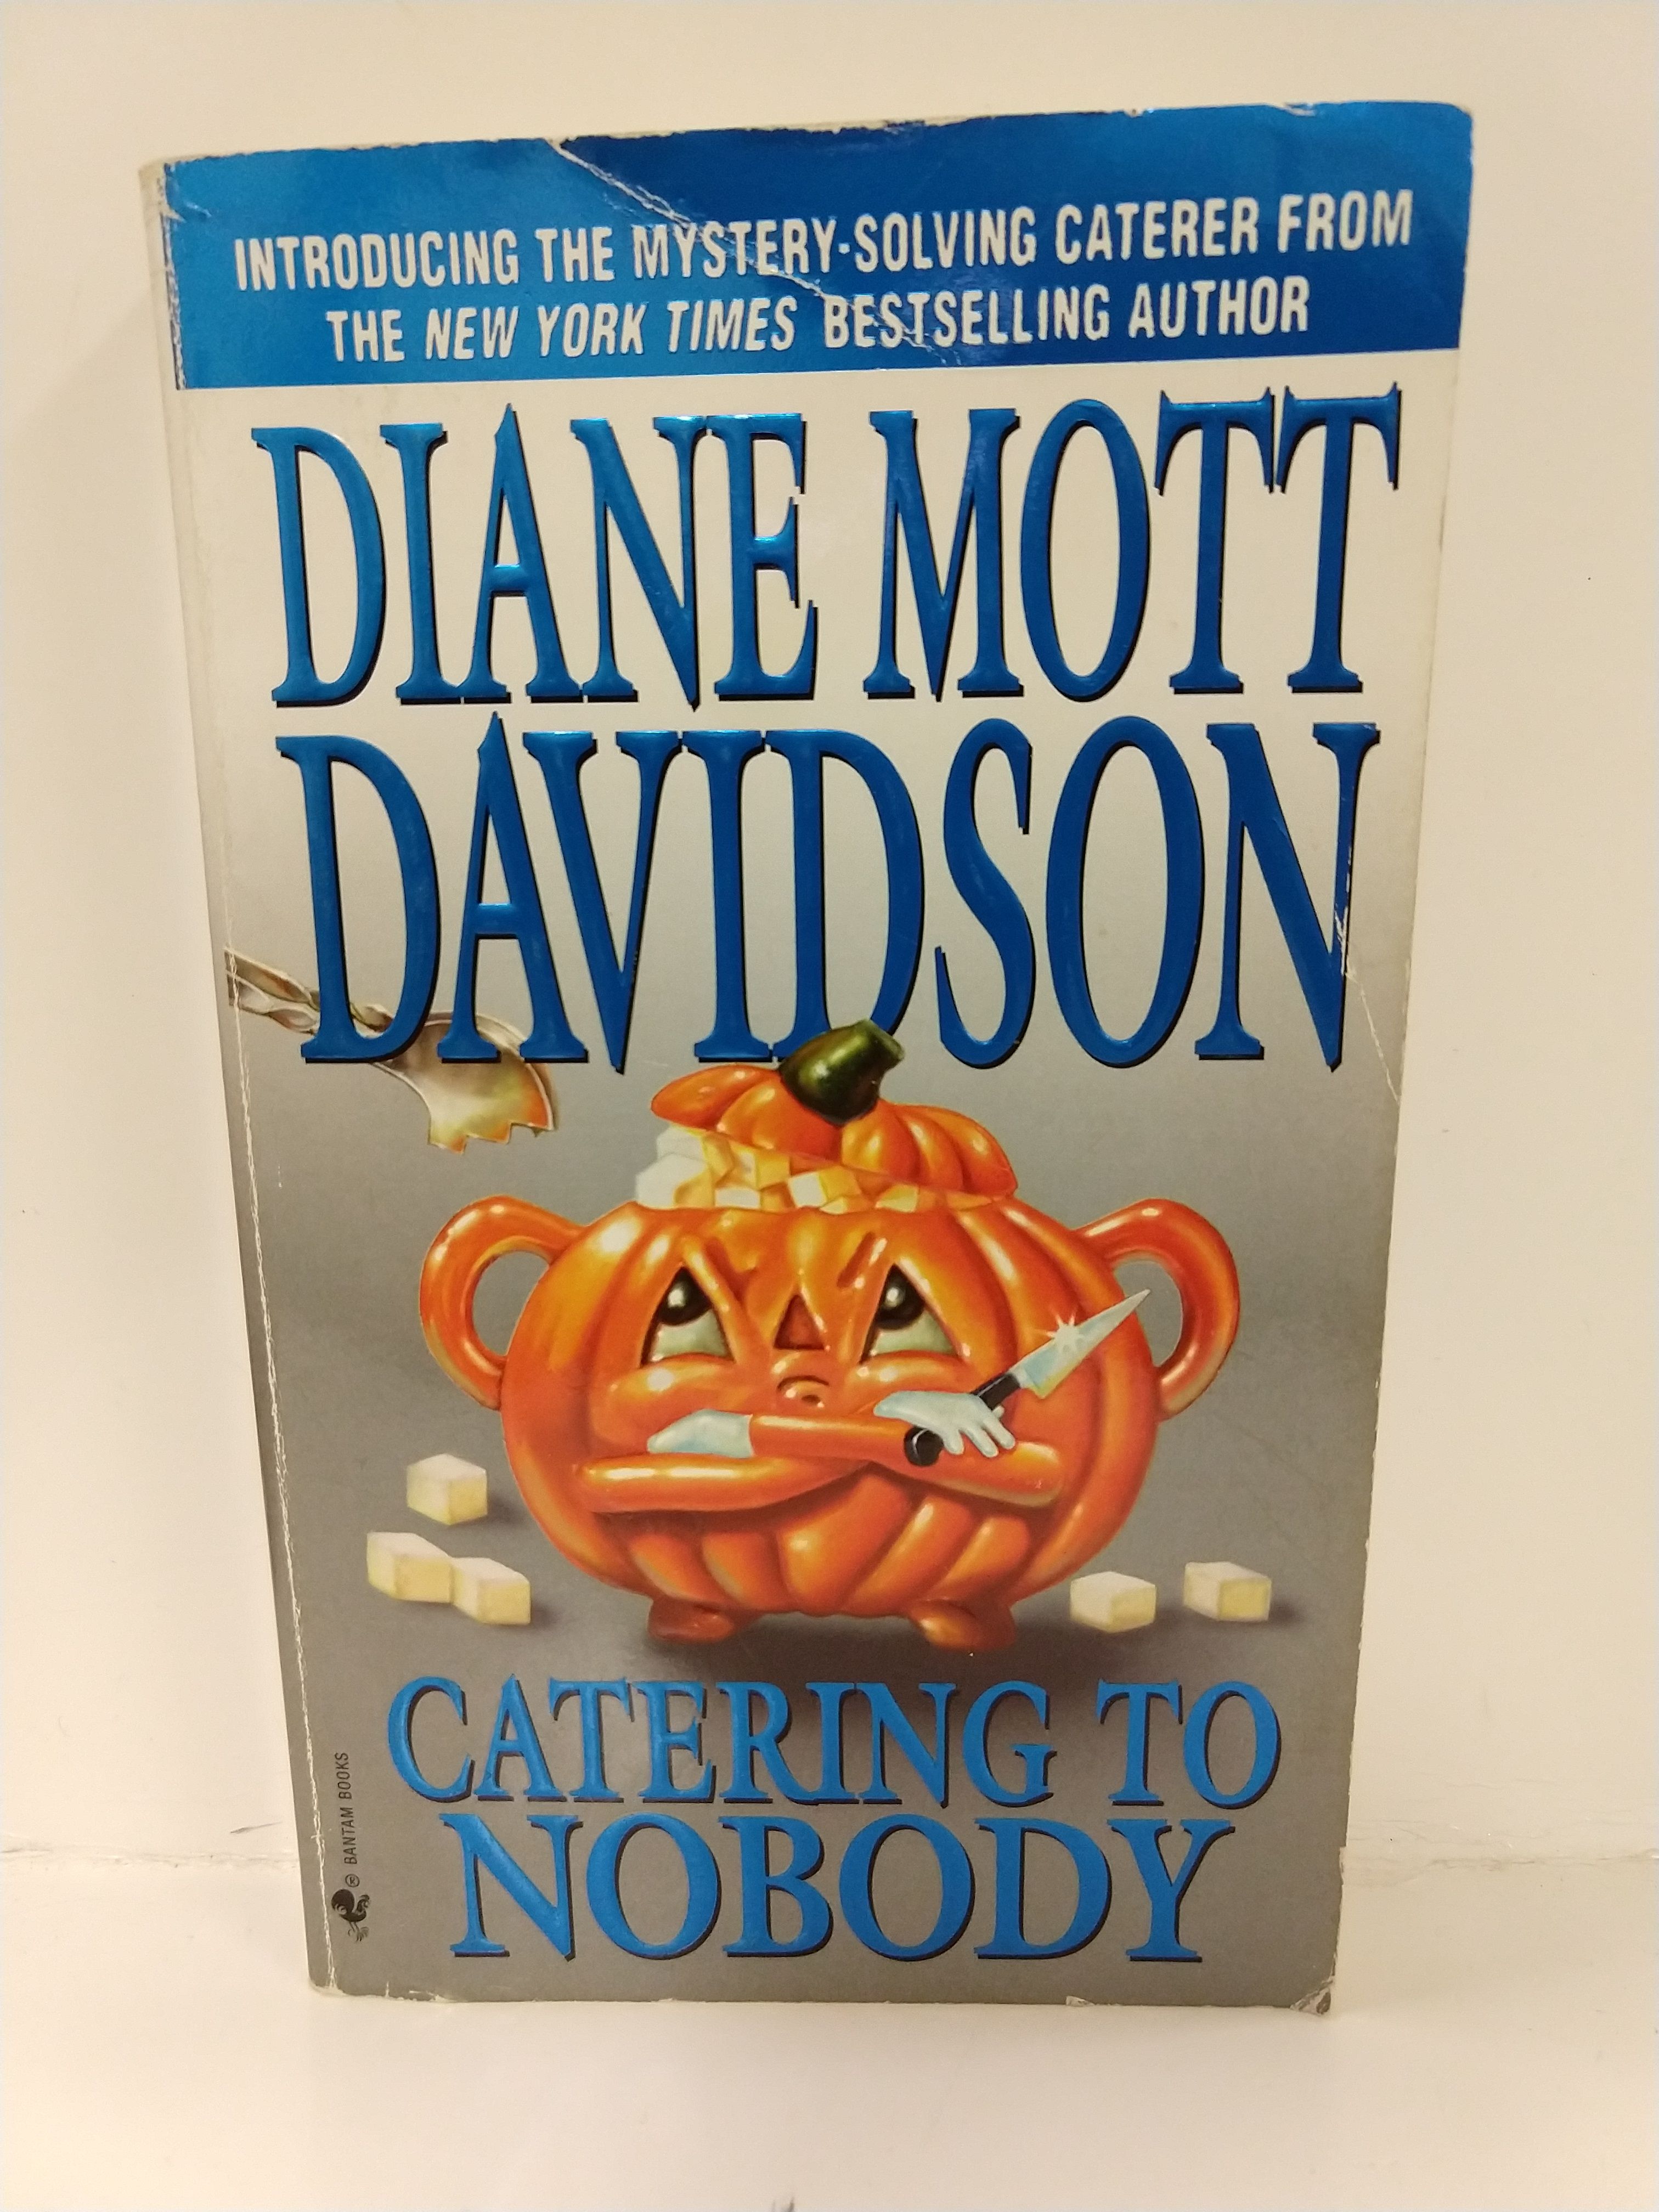 INTRODUCING THE MYSTERY-SOLVING CATERER FROM
THE NEW YORK TIMES BESTSELLING AUTHOR
DIANE MOTT
DAVIDSON
CATERING TO
NOBODY
® BANTAM BOOKS